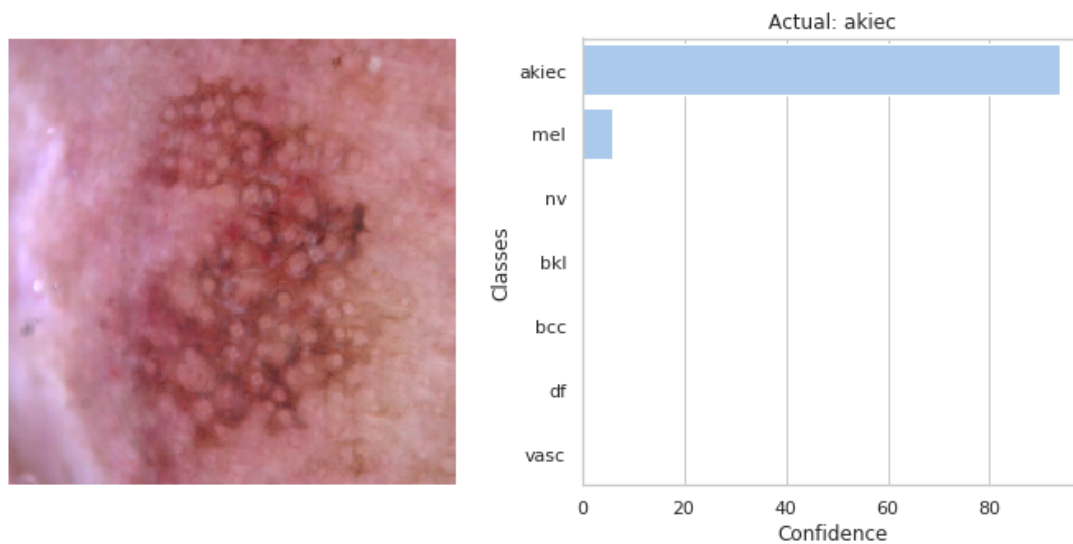 Actual: akiec
akiec
mel
nv
bkl
bcc
df
vasc
Classes
0 20 40 60 80
Confidence